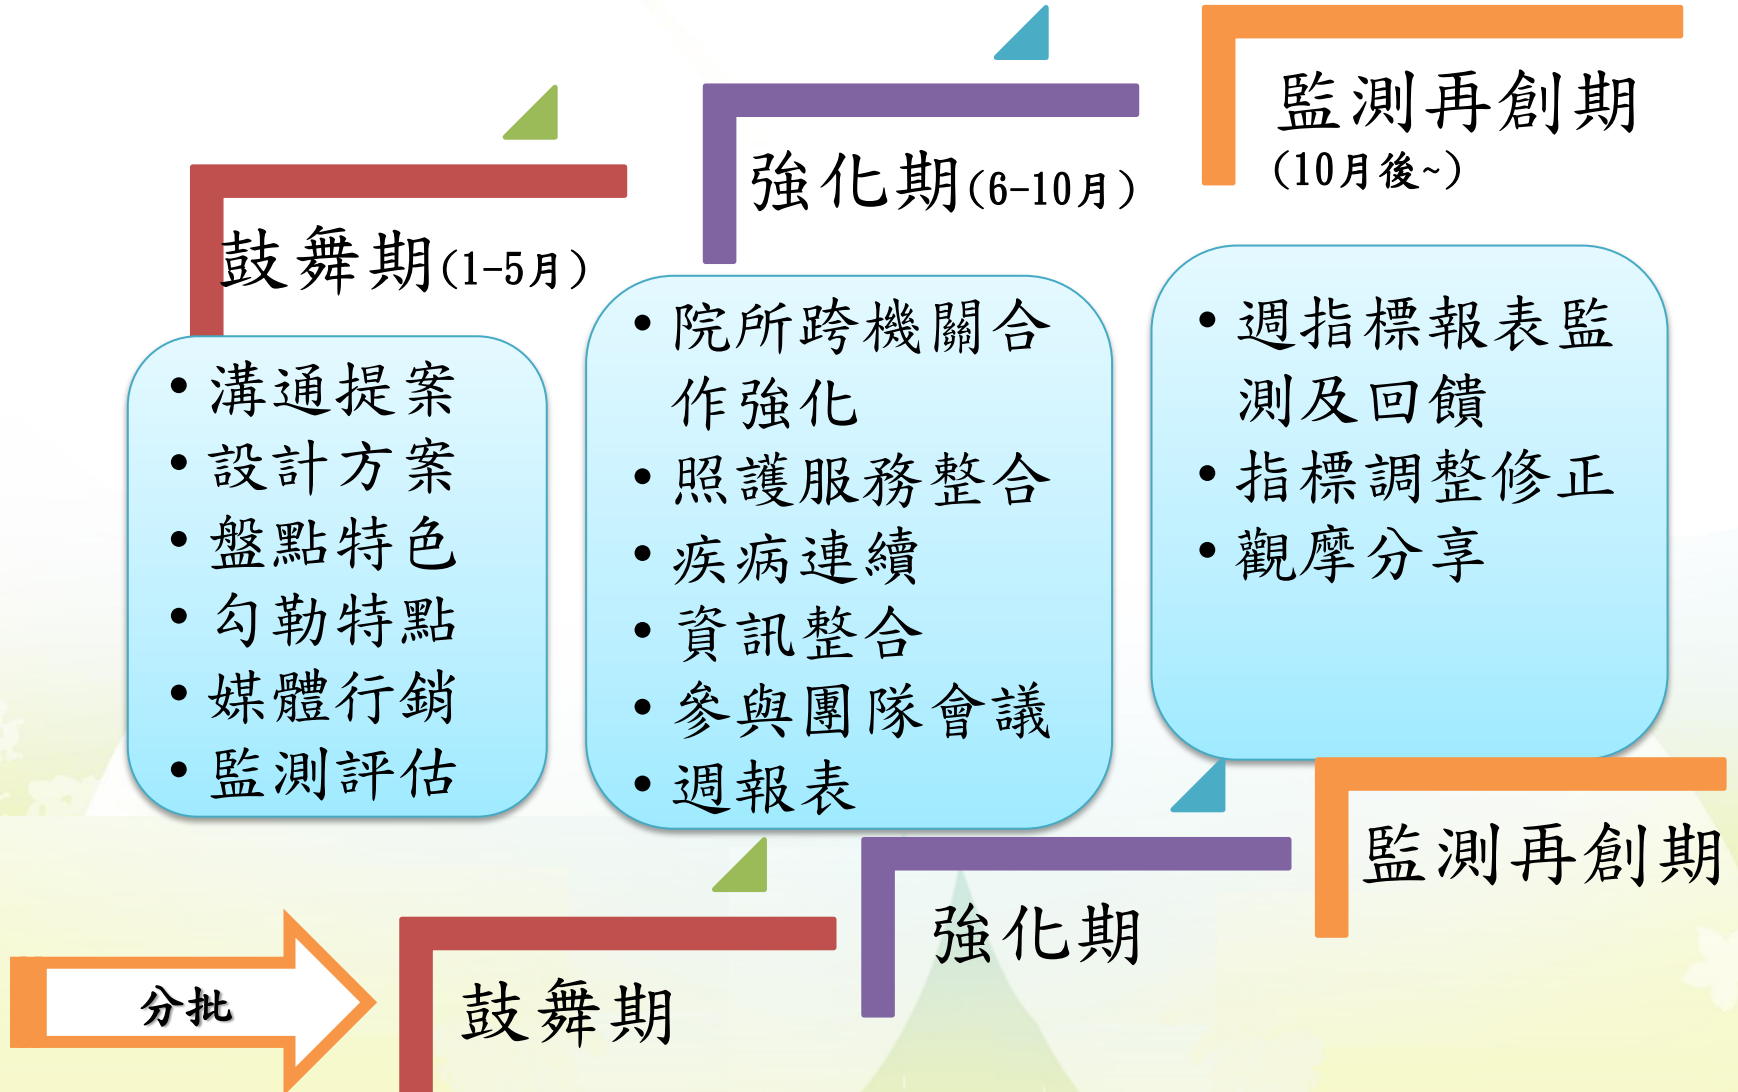 鼓舞期(1-5月)
• 溝通提案
• 設計方案
• 盤點特色
• 勾勒特點
• 媒體行銷
• 監測評估
強化期(6-10月)
• 院所跨機關合
作強化
• 照護服務整合
• 疾病連續
• 資訊整合
• 參與團隊會議
• 週報表
監測再創期
(10月後~)
• 週指標報表監
測及回饋
• 指標調整修正
• 觀摩分享
分批
鼓舞期
強化期
監測再創期